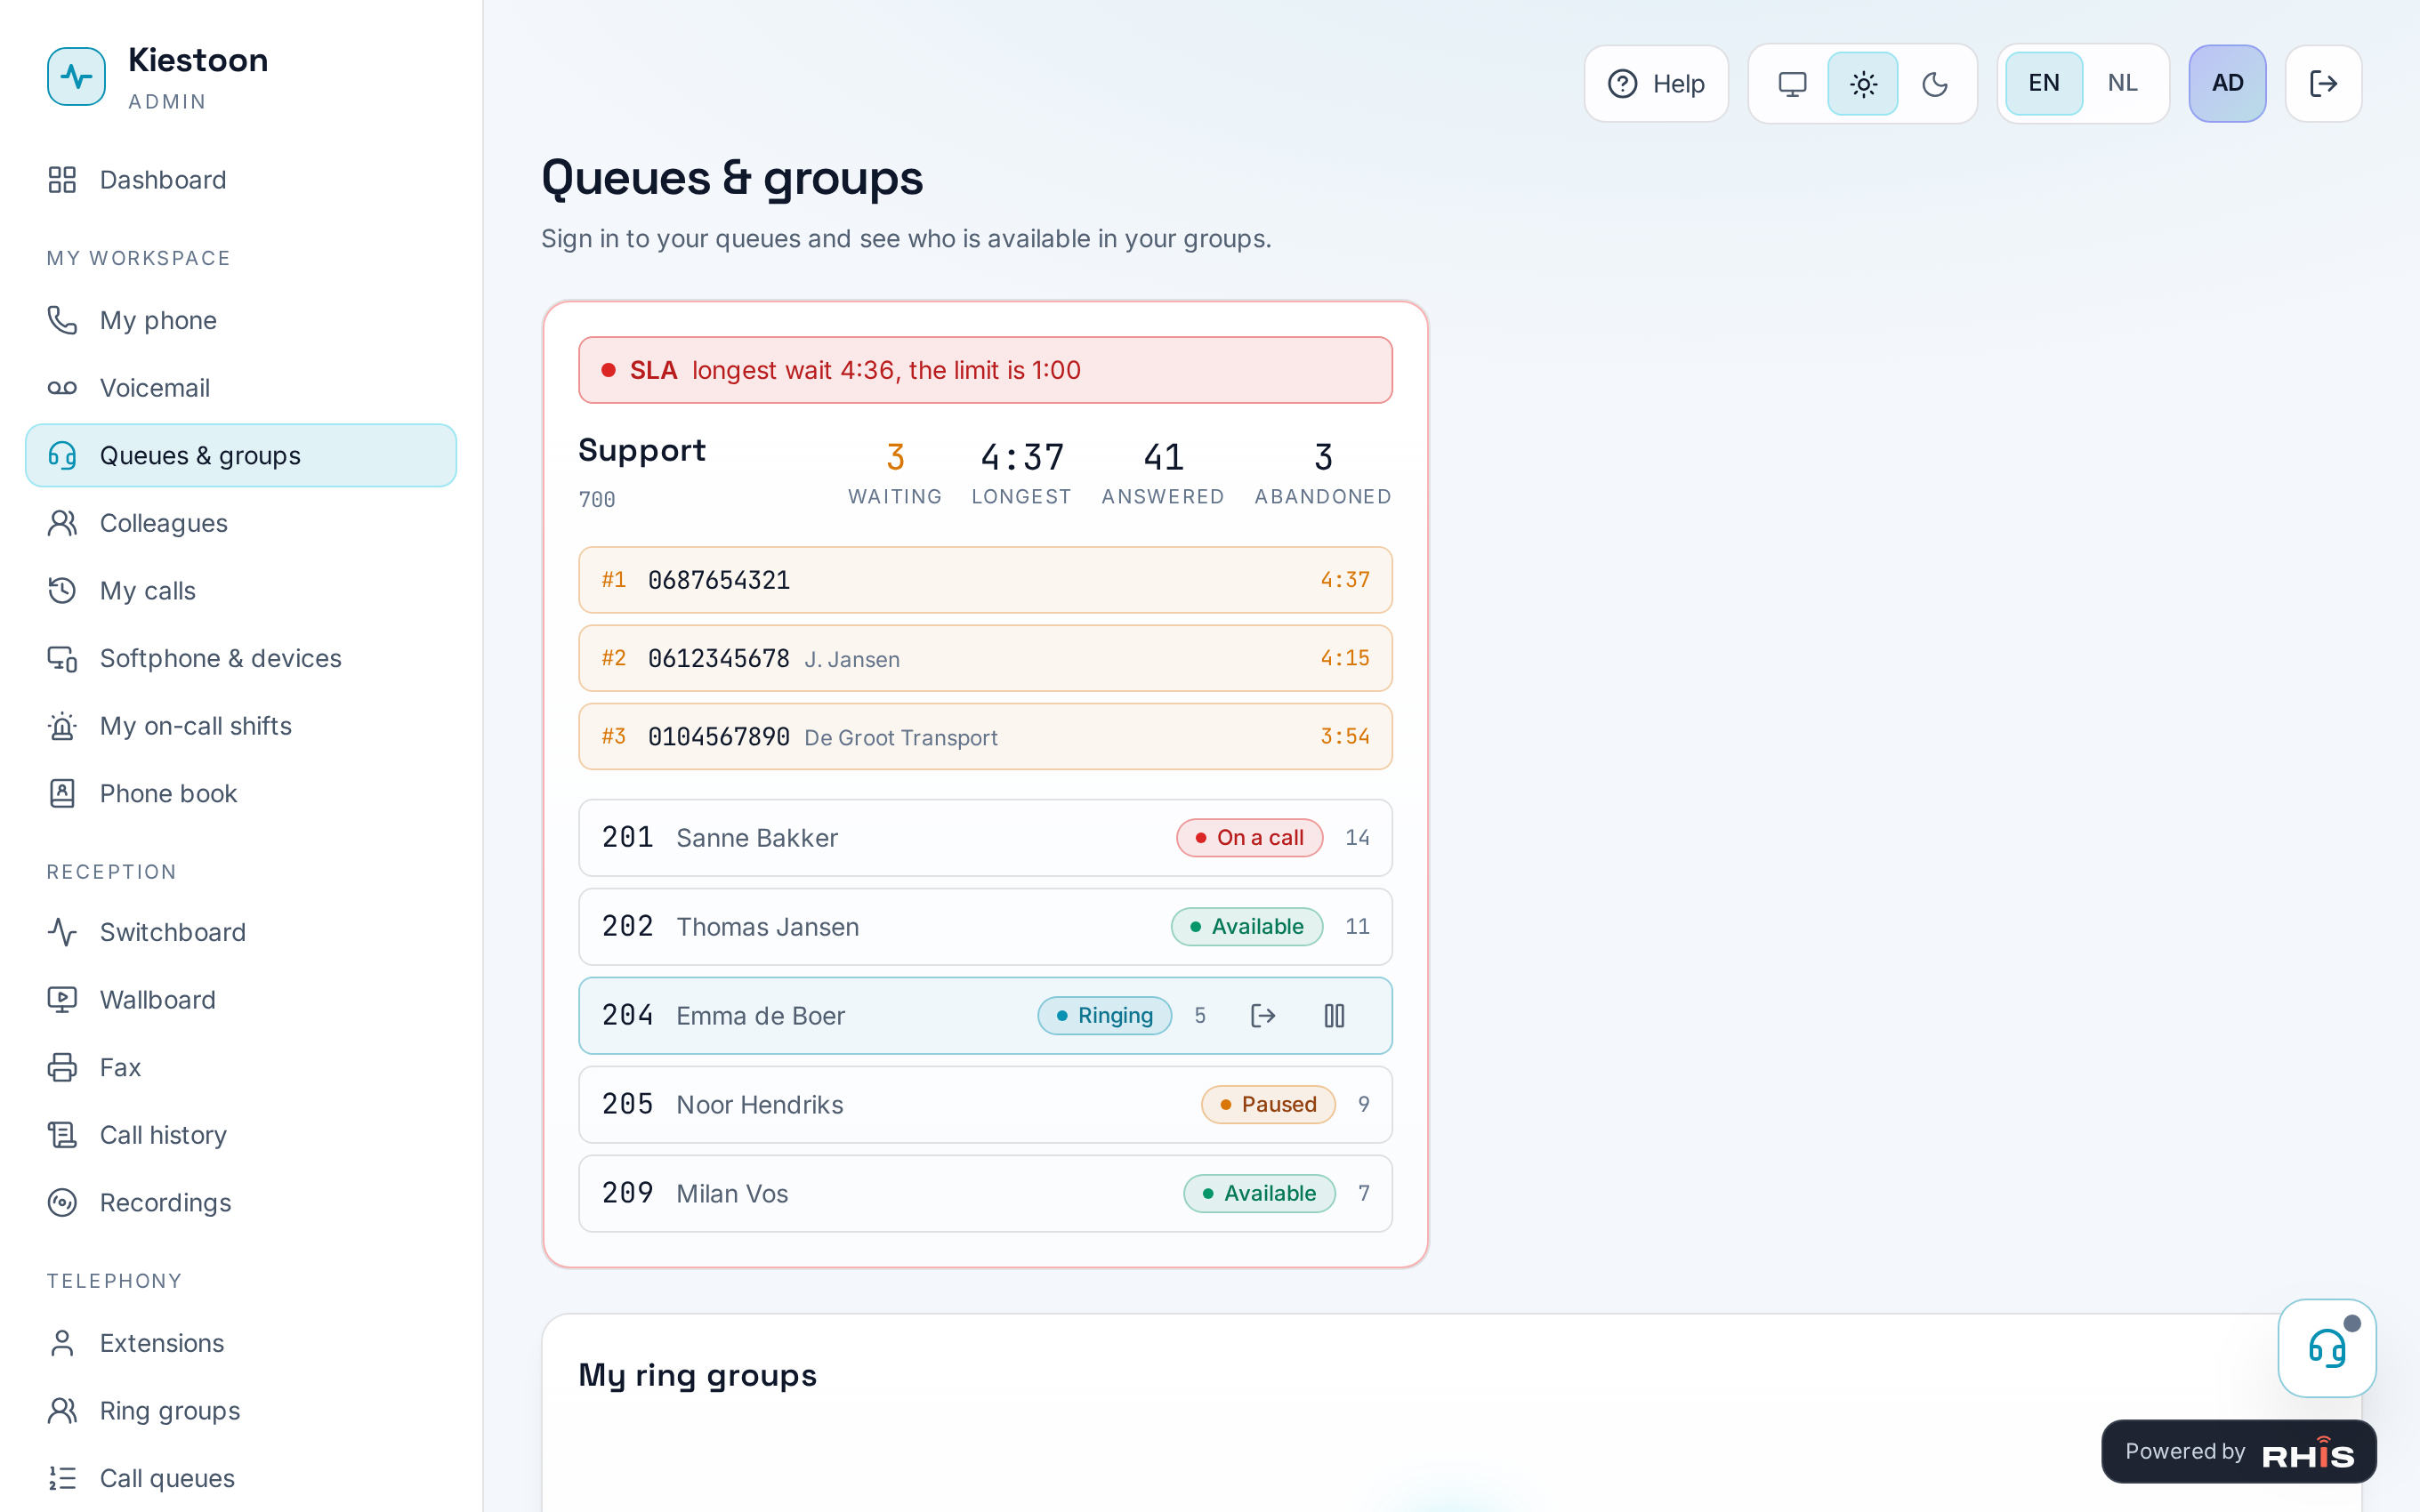 Kiestoon
ADMIN
Dashboard
MY WORKSPACE
My phone
Voicemail
Queues & groups
Colleagues
My calls
Softphone & devices
My on-call shifts
Phone book
RECEPTION
Switchboard
Wallboard
Fax
Call history
Recordings
TELEPHONY
Extensions
Ring groups
Call queues
Help
EN NL AD
Queues & groups
Sign in to your queues and see who is available in your groups.
SLA longest wait 4:36, the limit is 1:00
Support 3 4:37 41 3
700 WAITING LONGEST ANSWERED ABANDONED
#1 0687654321 4:37
#2 0612345678 J. Jansen 4:15
#3 0104567890 De Groot Transport 3:54
201 Sanne Bakker On a call 14
202 Thomas Jansen Available 11
204 Emma de Boer Ringing 5
205 Noor Hendriks Paused 9
209 Milan Vos Available 7
My ring groups
Powered by RHiS